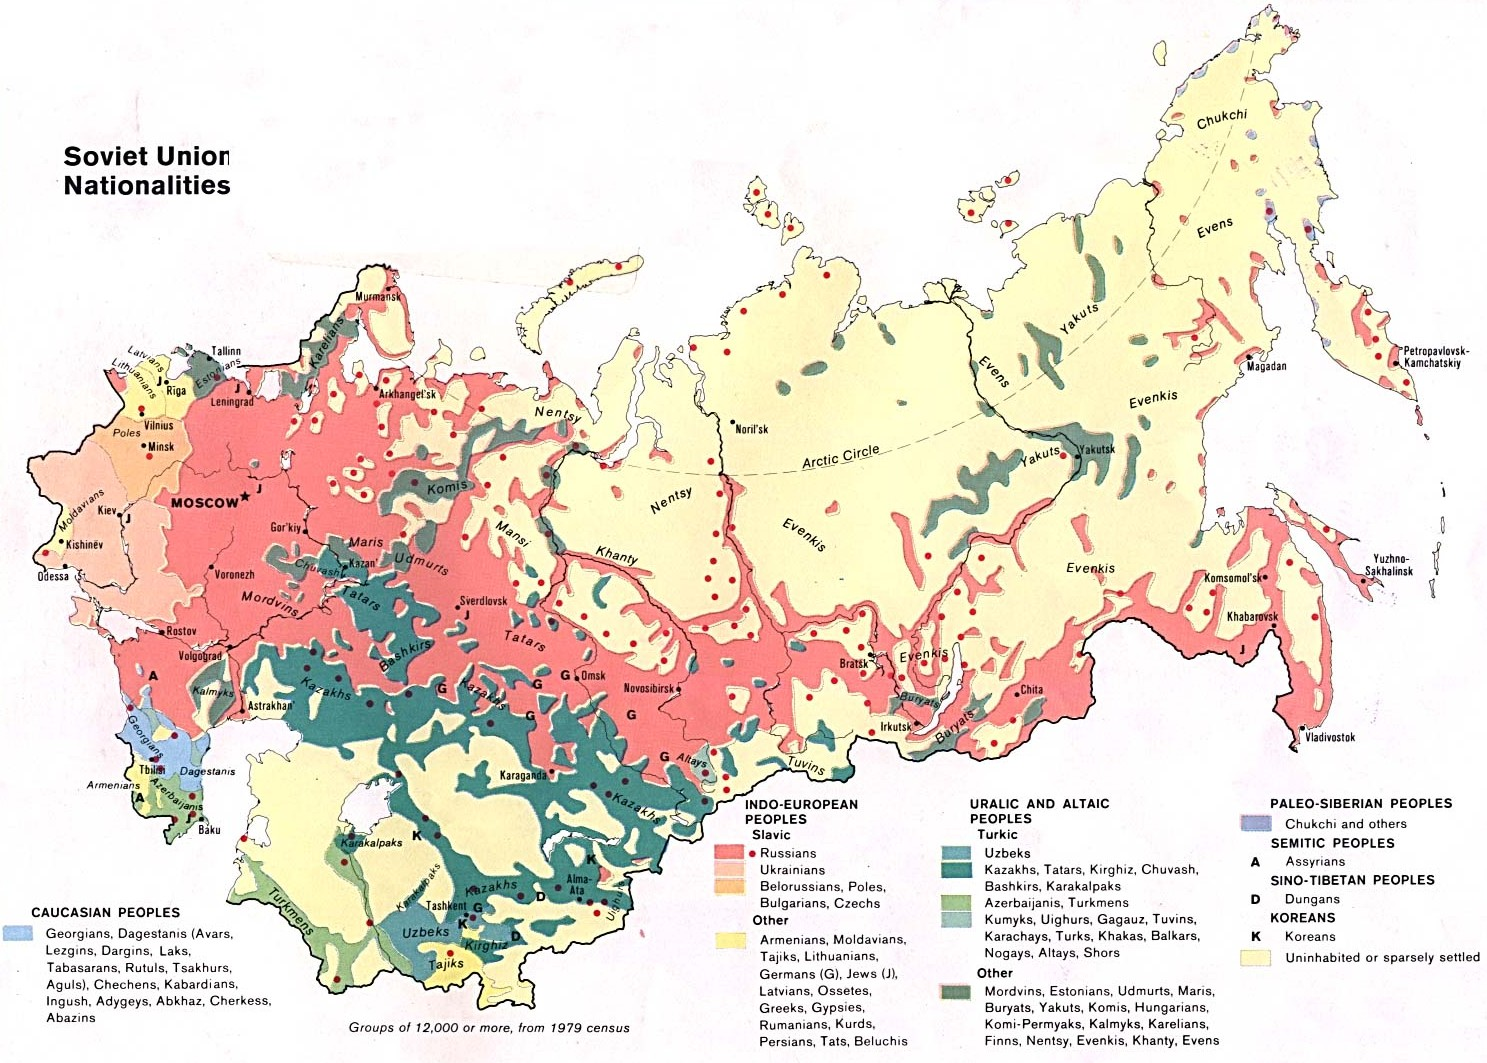 Soviet Union
Nationalities
Chukchi
Evens
Yakuts
Evens
Evenkis
Magadan
Petropavlovsk-
Kamchatskiy
Murmansk
Karelians
Tallinn
Estonians
Latvians
Lithuanians
J
Riga
J
Leningrad
Arkhangel'sk
Nentsy
Noril'sk
Arctic Circle
Yakuts
Yakutsk
Vilnius
Poles
Minsk
MOSCOW
J
Komis
Nentsy
Evenkis
Evenkis
Moldavians
Kiev
J
Gor'kiy
Mansi
Khanty
Kishinëv
Odessa
Maris
Kazan'
Chuvash
Udmurts
Voronezh
Mordvins
Tatars
Sverdlovsk
J
Yuzhno-
Sakhalinsk
Komsomol'sk
Khabarovsk
J
Vladivostok
Rostov
Volgograd
Bashkirs
Tatars
Bratsk
Evenkis
A
Kalmyks
Astrakhan'
Kazakhs
G
Kazakhs
G
G
Omsk
G
G
Novosibirsk
Buryats
Irkutsk
Buryats
Chita
Georgians
Tbilisi
Dagestanis
Armenians
A
Azerbaijanis
J
Baku
Karaganda
G
Altays
Tuvins
Kazakhs
Karakalpaks
K
K
Karakalpaks
Kazakhs
Alma-
Ata
Tashkent
G
D
K
D
Uighurs
Turkmens
Uzbeks
Kirghiz
Tajiks
CAUCASIAN PEOPLES
Georgians, Dagestanis (Avars,
Lezgins, Dargins, Laks,
Tabasarans, Rutuls, Tsakhurs,
Aguls), Chechens, Kabardians,
Ingush, Adygeys, Abkhaz, Cherkess,
Abazins
Groups of 12,000 or more, from 1979 census
INDO-EUROPEAN
PEOPLES
Slavic
Russians
Ukrainians
Belorussians, Poles,
Bulgarians, Czechs
Other
Armenians, Moldavians,
Tajiks, Lithuanians,
Germans (G), Jews (J),
Latvians, Ossetes,
Greeks, Gypsies,
Rumanians, Kurds,
Persians, Tats, Beluchis
URALIC AND ALTAIC
PEOPLES
Turkic
Uzbeks
Kazakhs, Tatars, Kirghiz, Chuvash,
Bashkirs, Karakalpaks
Azerbaijanis, Turkmens
Kumyks, Uighurs, Gagauz, Tuvins,
Karachays, Turks, Khakas, Balkars,
Nogays, Altays, Shors
Other
Mordvins, Estonians, Udmurts, Maris,
Buryats, Yakuts, Komis, Hungarians,
Komi-Permyaks, Kalmyks, Karelians,
Finns, Nentsy, Evenkis, Khanty, Evens
PALEO-SIBERIAN PEOPLES
Chukchi and others
SEMITIC PEOPLES
A Assyrians
SINO-TIBETAN PEOPLES
D Dungans
KOREANS
K Koreans
Uninhabited or sparsely settled